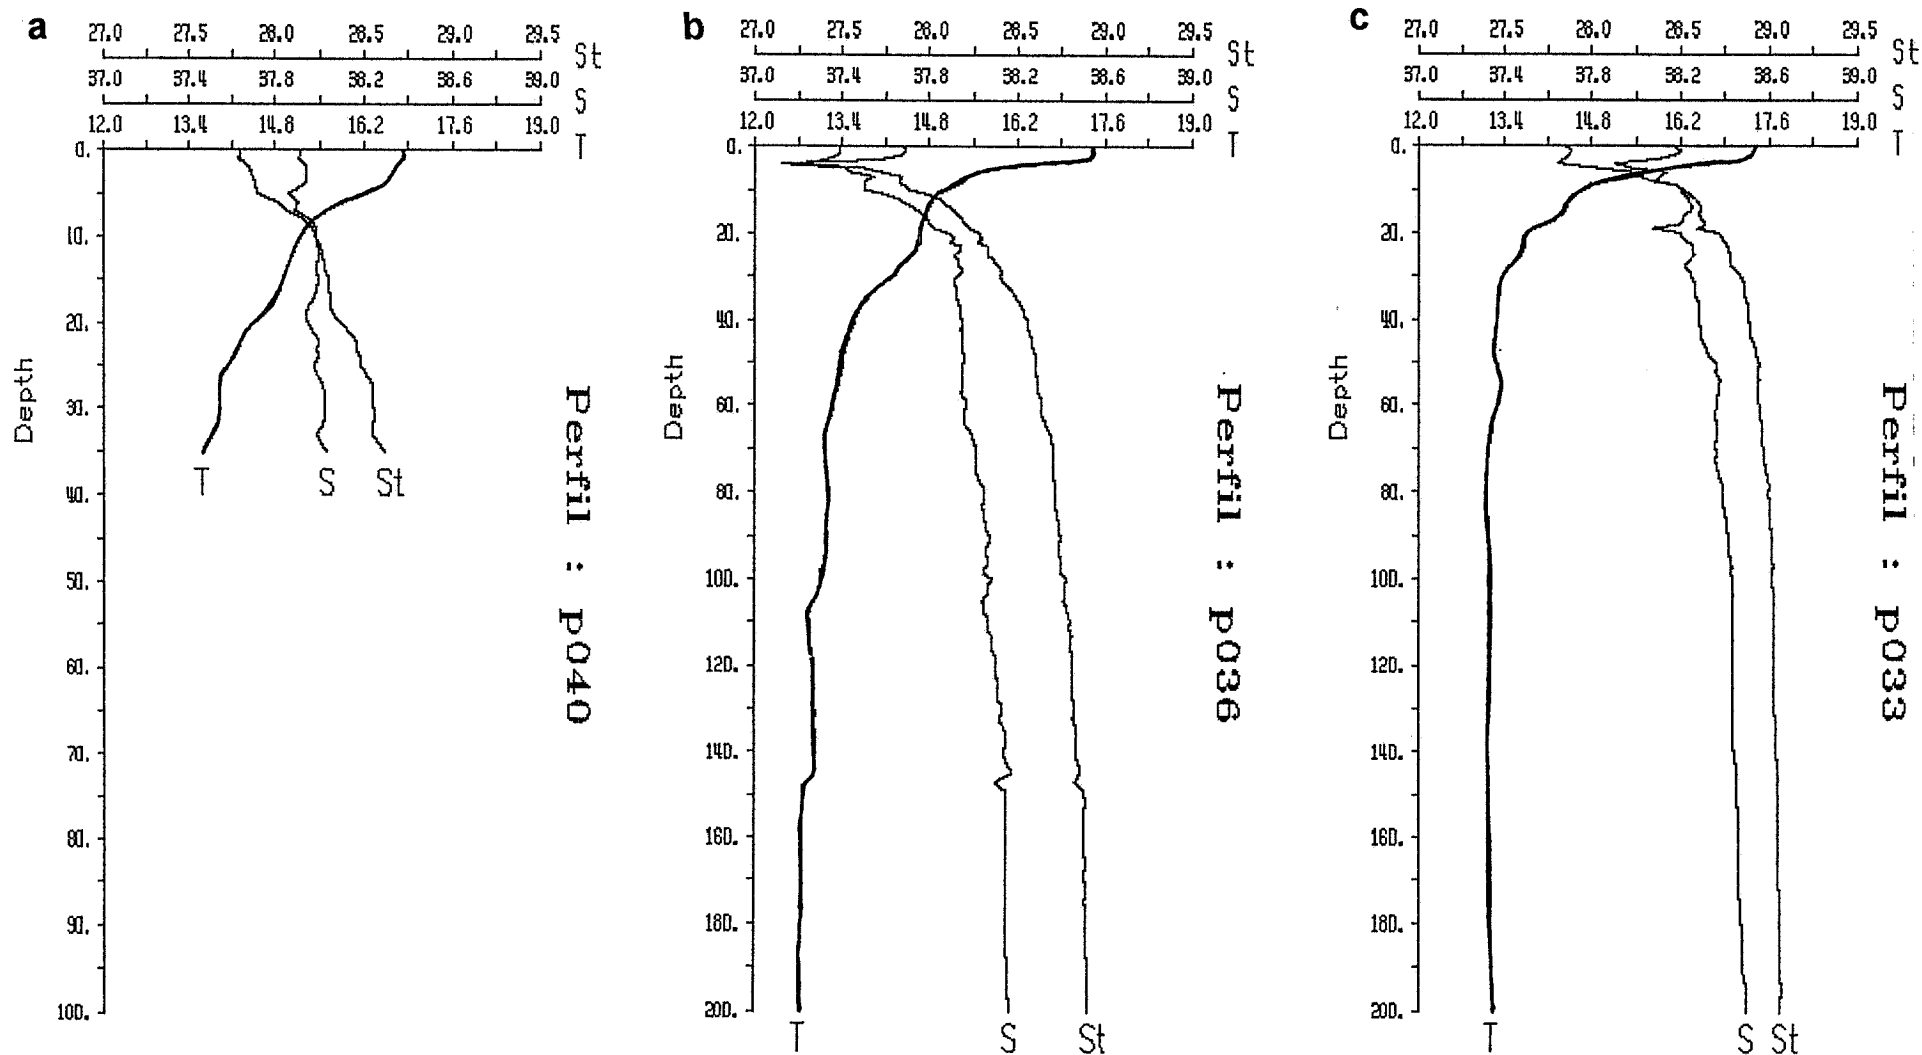 a
27.0 27.5 28.0 28.5 29.0 29.5 St
37.0 37.4 37.8 38.2 38.6 39.0 S
12.0 13.4 14.8 16.2 17.6 19.0 T
0.
10.
20.
30.
40.
50.
60.
70.
80.
90.
100.
Depth
T S St
Perfil : p040
b
27.0 27.5 28.0 28.5 29.0 29.5 St
37.0 37.4 37.8 38.2 38.6 39.0 S
12.0 13.4 14.8 16.2 17.6 19.0 T
0.
20.
40.
60.
80.
100.
120.
140.
160.
180.
200.
Depth
T S St
Perfil : p036
c
27.0 27.5 28.0 28.5 29.0 29.5 St
37.0 37.4 37.8 38.2 38.6 39.0 S
12.0 13.4 14.8 16.2 17.6 19.0 T
0.
20.
40.
60.
80.
100.
120.
140.
160.
180.
200.
Depth
T S St
Perfil : p033